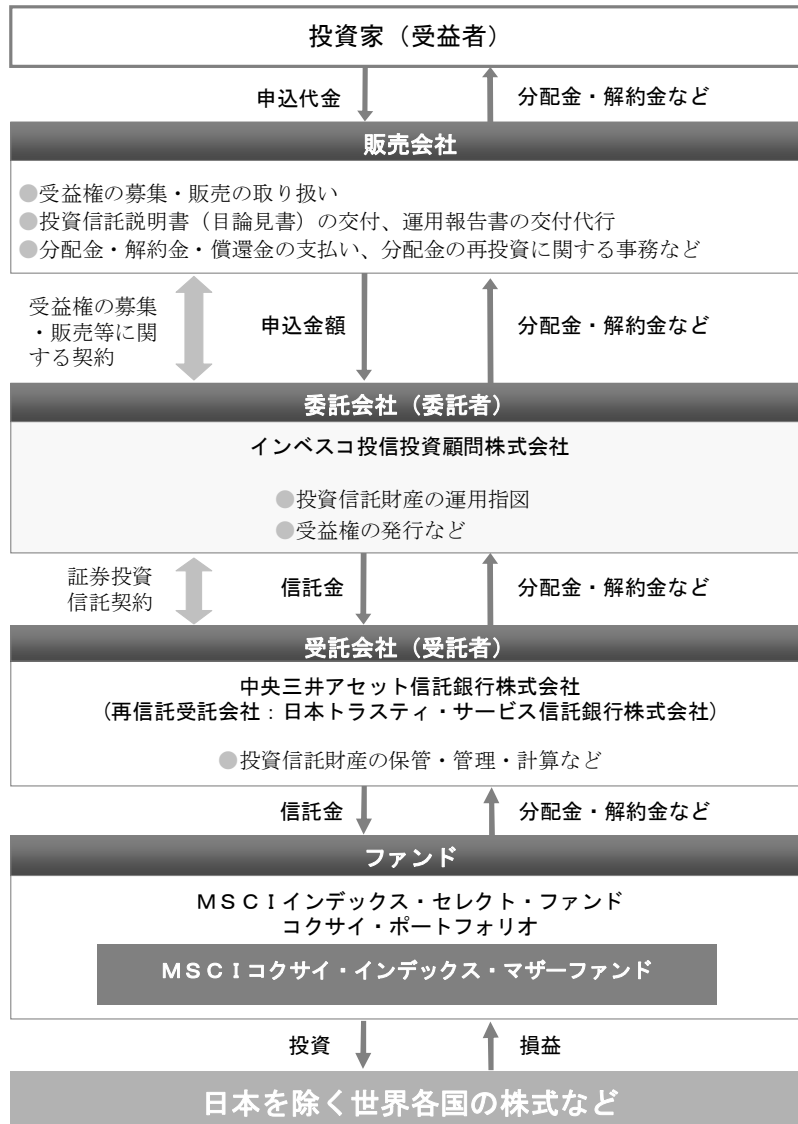 投資家（受益者）
申込代金
分配金・解約金など
販売会社
●受益権の募集・販売の取り扱い
●投資信託説明書（目論見書）の交付、運用報告書の交付代行
●分配金・解約金・償還金の支払い、分配金の再投資に関する事務など
受益権の募集
・販売等に関
する契約
申込金額
分配金・解約金など
委託会社（委託者）
インベスコ投信投資顧問株式会社
●投資信託財産の運用指図
●受益権の発行など
証券投資
信託契約
信託金
分配金・解約金など
受託会社（受託者）
中央三井アセット信託銀行株式会社
（再信託受託会社：日本トラスティ・サービス信託銀行株式会社）
●投資信託財産の保管・管理・計算など
信託金
分配金・解約金など
ファンド
ＭＳＣＩインデックス・セレクト・ファンド
コクサイ・ポートフォリオ
ＭＳＣＩコクサイ・インデックス・マザーファンド
投資
損益
日本を除く世界各国の株式など